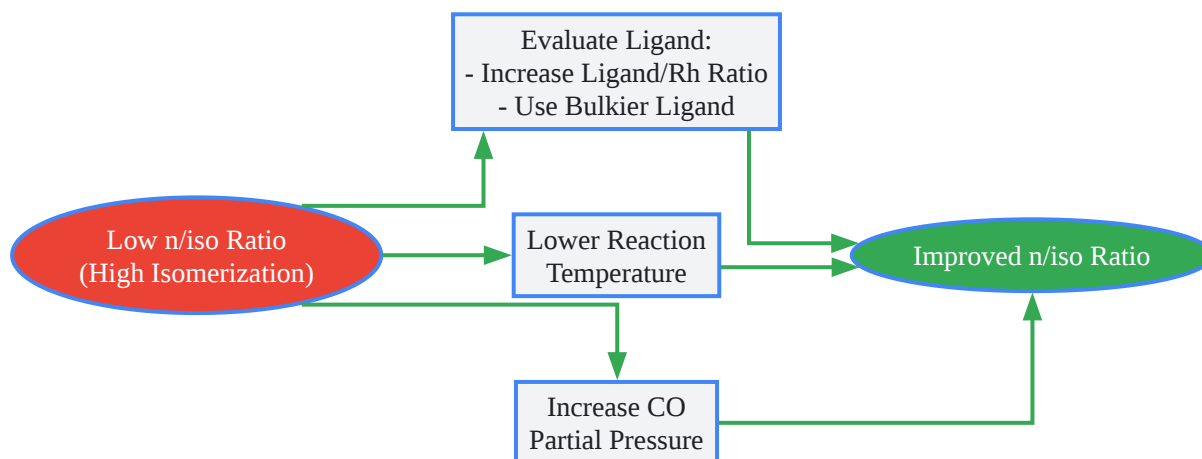 Evaluate Ligand:
- Increase Ligand/Rh Ratio
- Use Bulkier Ligand
Low n/iso Ratio
(High Isomerization)
Lower Reaction
Temperature
Improved n/iso Ratio
Increase CO
Partial Pressure